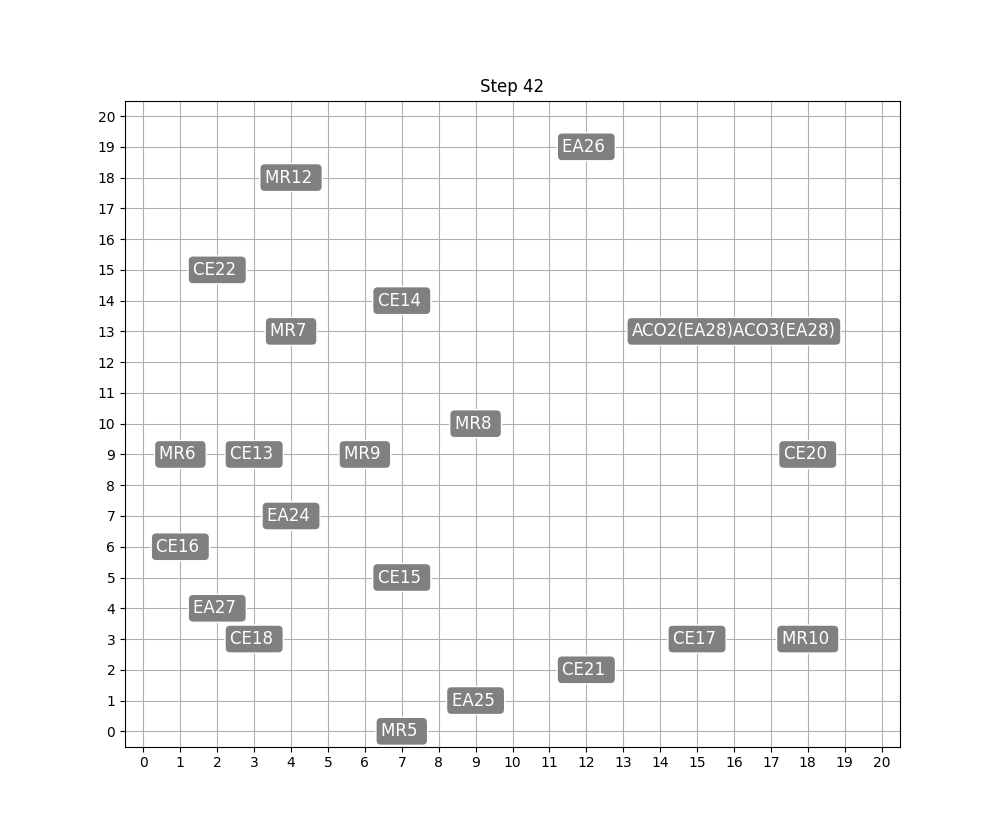 Step 42
20
19
EA26
18
MR12
17
16
15
CE22
14
CE14
13
MR7
ACO2(EA28)ACO3(EA28)
12
11
10
MR8
9
MR6 CE13 MR9 CE20
8
7
EA24
6
CE16
5
CE15
4
EA27
3
CE18 CE17 MR10
2
CE21
1
EA25
0
MR5
0 1 2 3 4 5 6 7 8 9 10 11 12 13 14 15 16 17 18 19 20